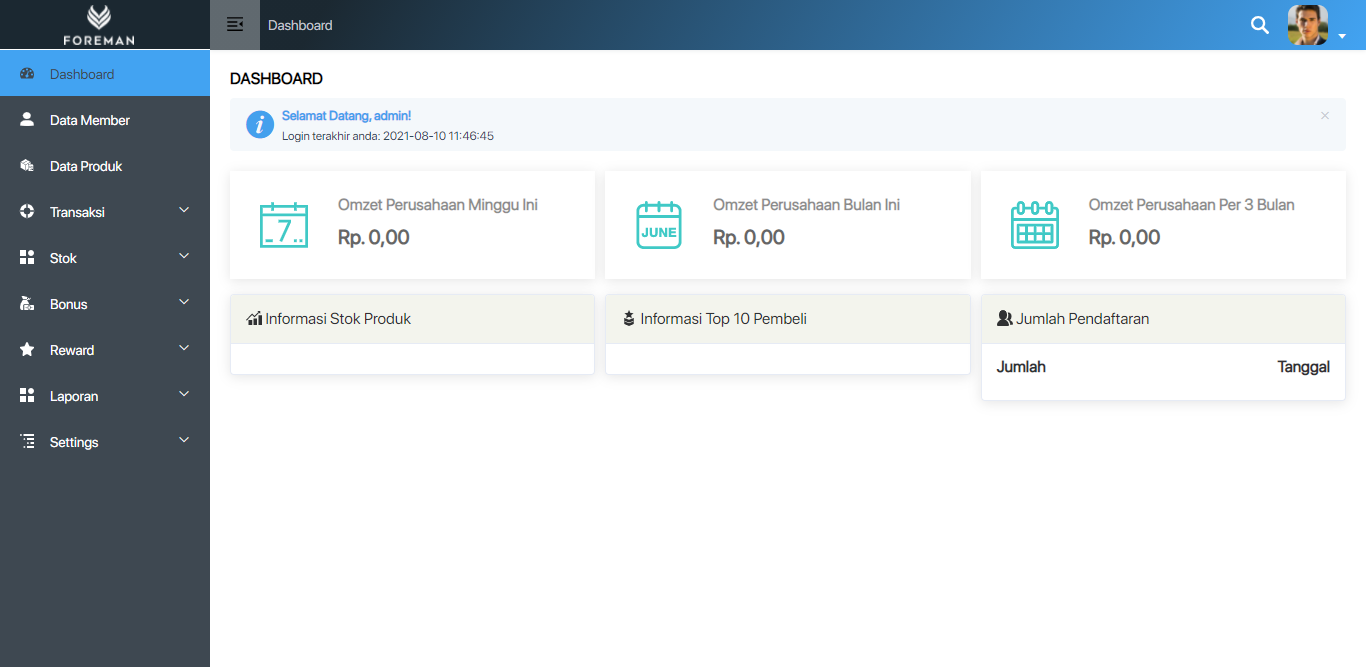 FOREMAN
Dashboard
Dashboard
Data Member
Data Produk
Transaksi
Stok
Bonus
Reward
Laporan
Settings
DASHBOARD
Selamat Datang, admin!
Login terakhir anda: 2021-08-10 11:46:45
7
Omzet Perusahaan Minggu Ini
Rp. 0,00
JUNE
Omzet Perusahaan Bulan Ini
Rp. 0,00
Omzet Perusahaan Per 3 Bulan
Rp. 0,00
Informasi Stok Produk
Informasi Top 10 Pembeli
Jumlah Pendaftaran
Jumlah Tanggal